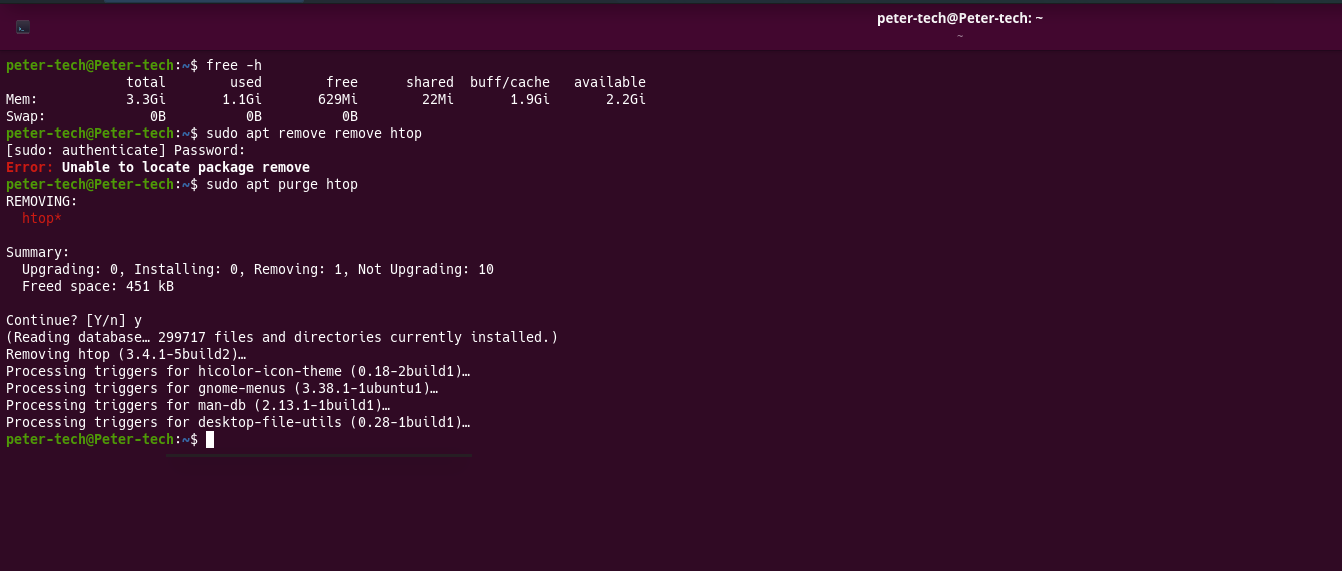 peter-tech@Peter-tech: ~
~
peter-tech@Peter-tech:~$ free -h
               total        used        free      shared  buff/cache   available
Mem:           3.3Gi       1.1Gi       629Mi        22Mi       1.9Gi       2.2Gi
Swap:             0B          0B          0B
peter-tech@Peter-tech:~$ sudo apt remove remove htop
[sudo: authenticate] Password:
Error: Unable to locate package remove
peter-tech@Peter-tech:~$ sudo apt purge htop
REMOVING:
  htop*
Summary:
  Upgrading: 0, Installing: 0, Removing: 1, Not Upgrading: 10
  Freed space: 451 kB
Continue? [Y/n] y
(Reading database… 299717 files and directories currently installed.)
Removing htop (3.4.1-5build2)…
Processing triggers for hicolor-icon-theme (0.18-2build1)…
Processing triggers for gnome-menus (3.38.1-1ubuntu1)…
Processing triggers for man-db (2.13.1-1build1)…
Processing triggers for desktop-file-utils (0.28-1build1)…
peter-tech@Peter-tech:~$